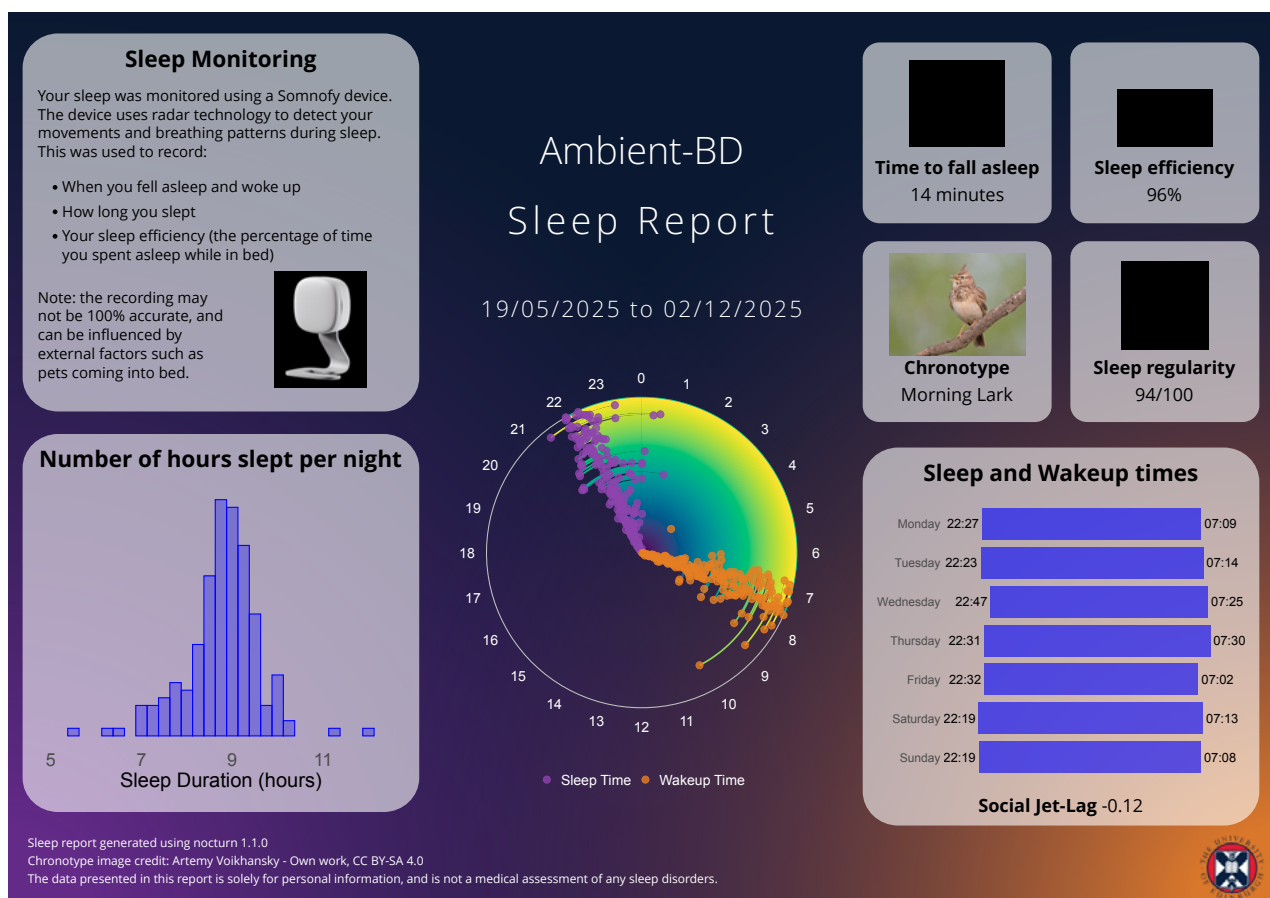 Sleep Monitoring
Your sleep was monitored using a Somnofy device.
The device uses radar technology to detect your
movements and breathing patterns during sleep.
This was used to record:
• When you fell asleep and woke up
• How long you slept
• Your sleep efficiency (the percentage of time
you spent asleep while in bed)
Note: the recording may
not be 100% accurate, and
can be influenced by
external factors such as
pets coming into bed.
Number of hours slept per night
5 7 9 11
Sleep Duration (hours)
Ambient-BD
Sleep Report
19/05/2025 to 02/12/2025
0
1
2
3
4
5
6
7
8
9
10
11
12
13
14
15
16
17
18
19
20
21
22
23
Sleep Time Wakeup Time
Time to fall asleep
14 minutes
Sleep efficiency
96%
Chronotype
Morning Lark
Sleep regularity
94/100
Sleep and Wakeup times
Monday 22:27 07:09
Tuesday 22:23 07:14
Wednesday 22:47 07:25
Thursday 22:31 07:30
Friday 22:32 07:02
Saturday 22:19 07:13
Sunday 22:19 07:08
Social Jet-Lag -0.12
Sleep report generated using nocturn 1.1.0
Chronotype image credit: Artemy Voikhansky - Own work, CC BY-SA 4.0
The data presented in this report is solely for personal information, and is not a medical assessment of any sleep disorders.
THE UNIVERSITY
OF EDINBURGH